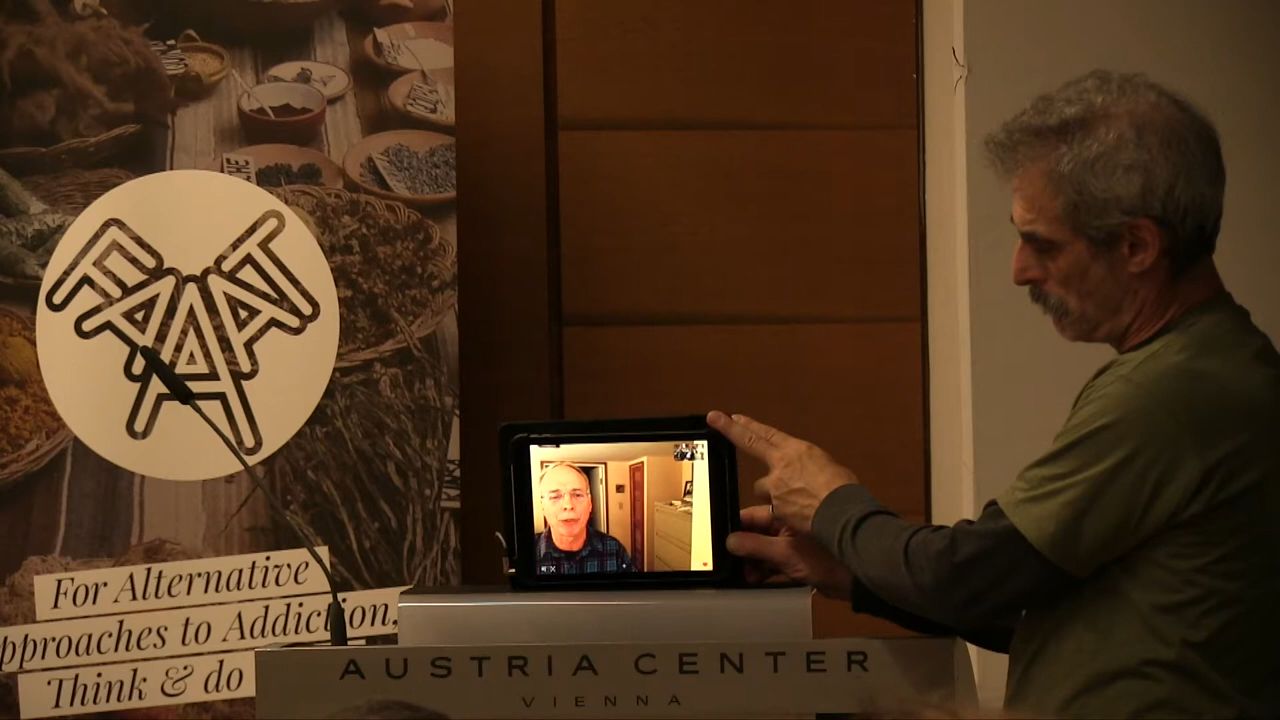 FAAAT
For Alternative
pproaches to Addiction,
Think & do
AUSTRIA CENTER
VIENNA